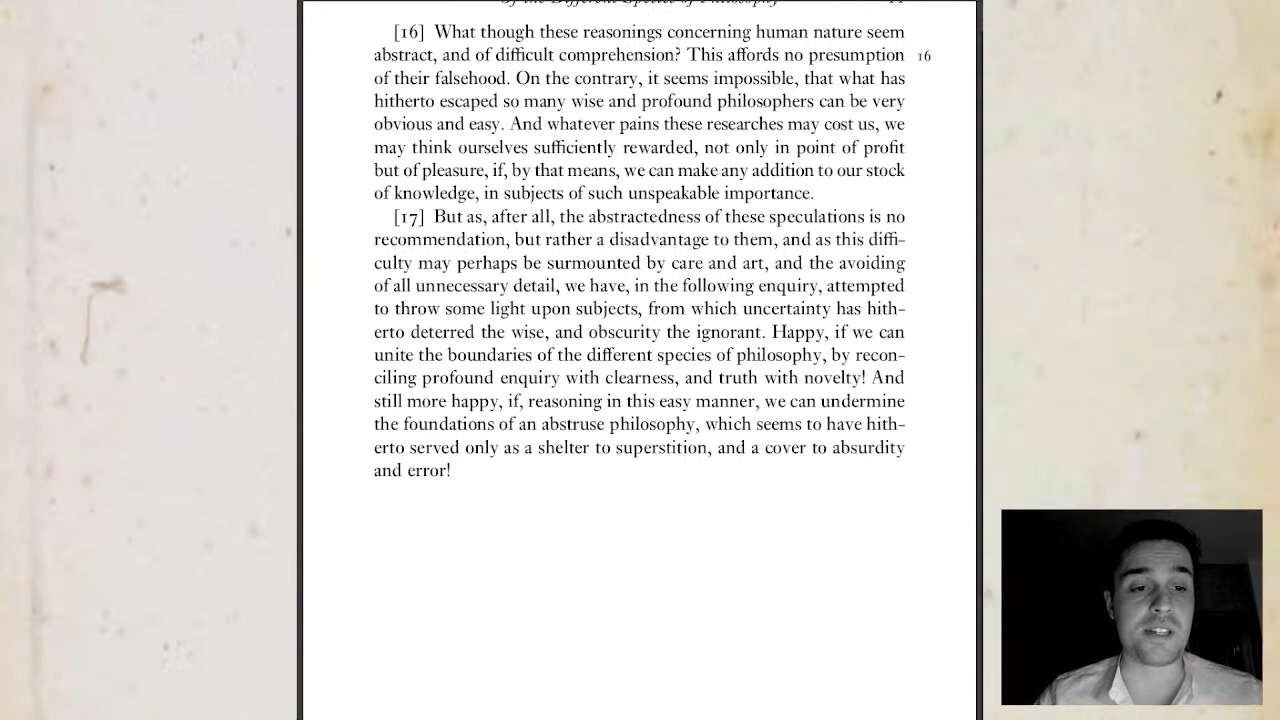 Of the Different Species of Philosophy 11
[16] What though these reasonings concerning human nature seem
abstract, and of difficult comprehension? This affords no presumption 16
of their falsehood. On the contrary, it seems impossible, that what has
hitherto escaped so many wise and profound philosophers can be very
obvious and easy. And whatever pains these researches may cost us, we
may think ourselves sufficiently rewarded, not only in point of profit
but of pleasure, if, by that means, we can make any addition to our stock
of knowledge, in subjects of such unspeakable importance.
[17] But as, after all, the abstractedness of these speculations is no
recommendation, but rather a disadvantage to them, and as this diffi-
culty may perhaps be surmounted by care and art, and the avoiding
of all unnecessary detail, we have, in the following enquiry, attempted
to throw some light upon subjects, from which uncertainty has hith-
erto deterred the wise, and obscurity the ignorant. Happy, if we can
unite the boundaries of the different species of philosophy, by recon-
ciling profound enquiry with clearness, and truth with novelty! And
still more happy, if, reasoning in this easy manner, we can undermine
the foundations of an abstruse philosophy, which seems to have hith-
erto served only as a shelter to superstition, and a cover to absurdity
and error!